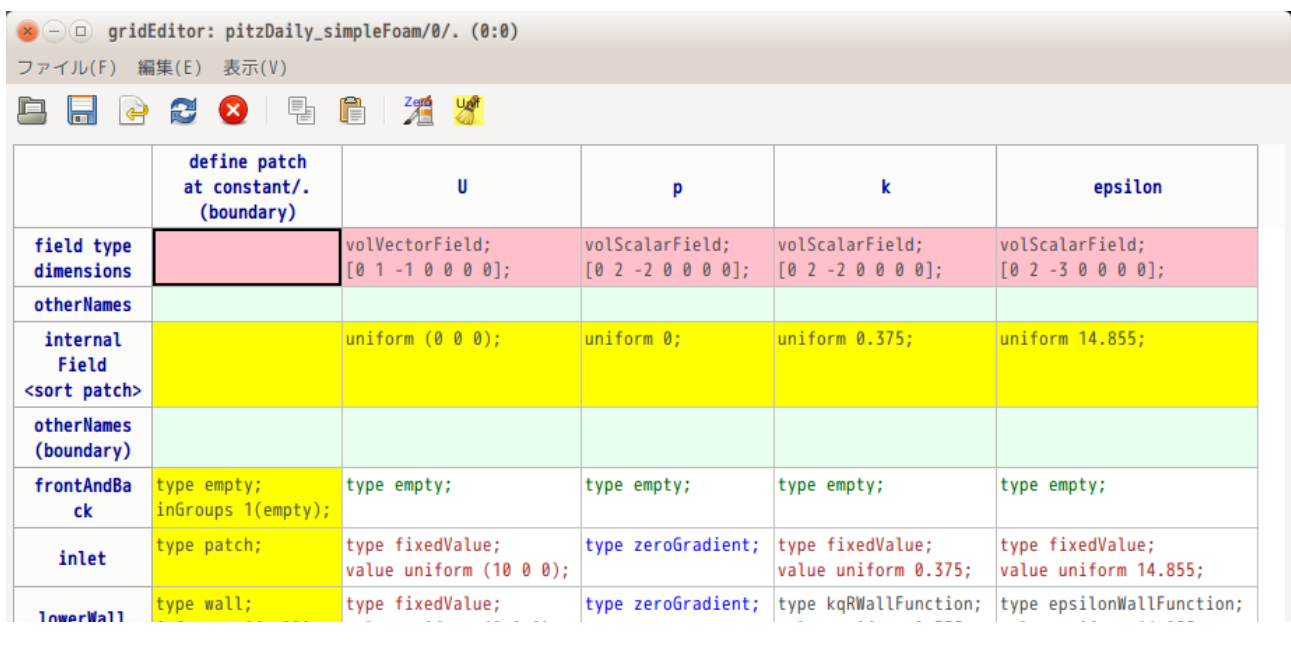 gridEditor: pitzDaily_simpleFoam/0/. (0:0)
ファイル(F) 編集(E) 表示(V)
Zero
Unif
define patch
at constant/.
(boundary)
U
p
k
epsilon
field type
dimensions
volVectorField;
[0 1 -1 0 0 0 0];
volScalarField;
[0 2 -2 0 0 0 0];
volScalarField;
[0 2 -2 0 0 0 0];
volScalarField;
[0 2 -3 0 0 0 0];
otherNames
internal
Field
<sort patch>
uniform (0 0 0);
uniform 0;
uniform 0.375;
uniform 14.855;
otherNames
(boundary)
frontAndBa
ck
type empty;
inGroups 1(empty);
type empty;
type empty;
type empty;
type empty;
inlet
type patch;
type fixedValue;
value uniform (10 0 0);
type zeroGradient;
type fixedValue;
value uniform 0.375;
type fixedValue;
value uniform 14.855;
lowerWall
type wall;
type fixedValue;
type zeroGradient;
type kqRWallFunction;
type epsilonWallFunction;